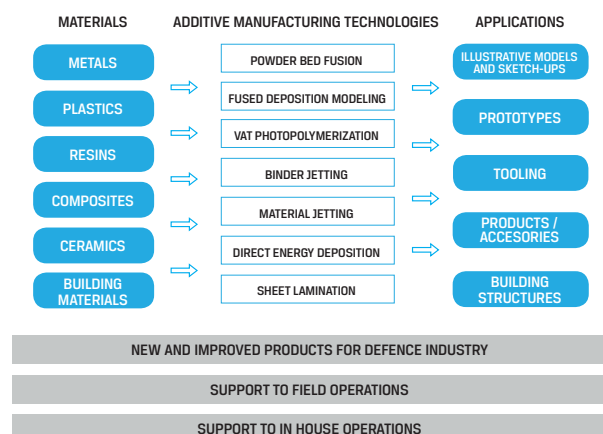 MATERIALS
ADDITIVE MANUFACTURING TECHNOLOGIES
APPLICATIONS
METALS
PLASTICS
RESINS
COMPOSITES
CERAMICS
BUILDING
MATERIALS
POWDER BED FUSION
FUSED DEPOSITION MODELING
VAT PHOTOPOLYMERIZATION
BINDER JETTING
MATERIAL JETTING
DIRECT ENERGY DEPOSITION
SHEET LAMINATION
ILLUSTRATIVE MODELS
AND SKETCH-UPS
PROTOTYPES
TOOLING
PRODUCTS /
ACCESORIES
BUILDING
STRUCTURES
NEW AND IMPROVED PRODUCTS FOR DEFENCE INDUSTRY
SUPPORT TO FIELD OPERATIONS
SUPPORT TO IN HOUSE OPERATIONS